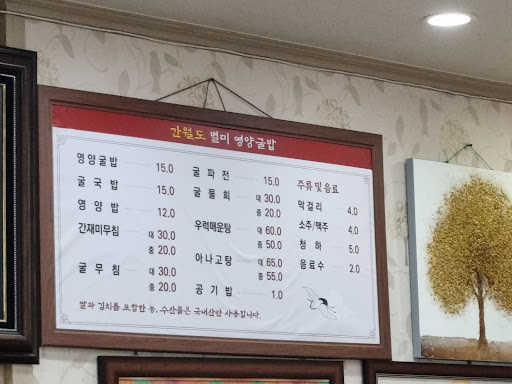 간월도 별미 영양굴밥
영양굴밥 15.0
굴국밥 15.0
영양밥 12.0
간재미무침 대 30.0
중 20.0
굴무침 대 30.0
중 20.0
굴파전 15.0
굴물회 대 30.0
중 20.0
우럭매운탕 대 60.0
중 50.0
아나고탕 대 65.0
중 55.0
공기밥 1.0
주류및음료
막걸리 4.0
소주/맥주 4.0
청하 5.0
음료수 2.0
쌀과 김치를 포함한 농, 수산물은 국내산만 사용합니다.